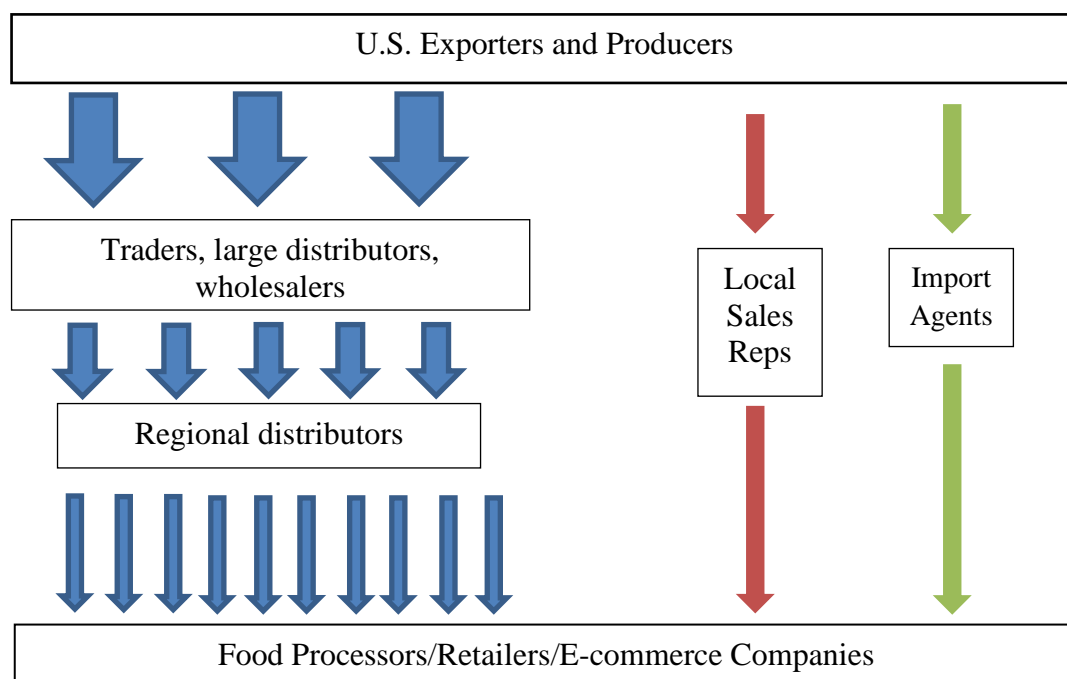 U.S. Exporters and Producers
Traders, large distributors,
wholesalers
Local
Sales
Reps
Import
Agents
Regional distributors
Food Processors/Retailers/E-commerce Companies